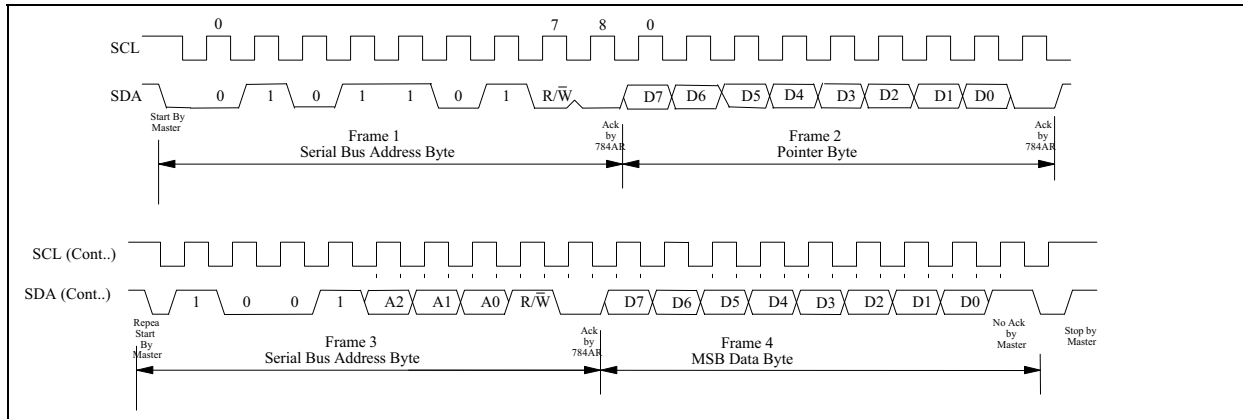 0 7 8 0
SCL
SDA 0 1 0 1 1 0 1 R/W̅ D7 D6 D5 D4 D3 D2 D1 D0
Start By
Master
Frame 1
Serial Bus Address Byte
Ack
by
784AR
Frame 2
Pointer Byte
Ack
by
784AR
SCL (Cont..)
SDA (Cont..) 1 0 0 1 A2 A1 A0 R/W̅ D7 D6 D5 D4 D3 D2 D1 D0
Repea
Start
By
Master
Frame 3
Serial Bus Address Byte
Ack
by
784AR
Frame 4
MSB Data Byte
No Ack
by
Master
Stop by
Master